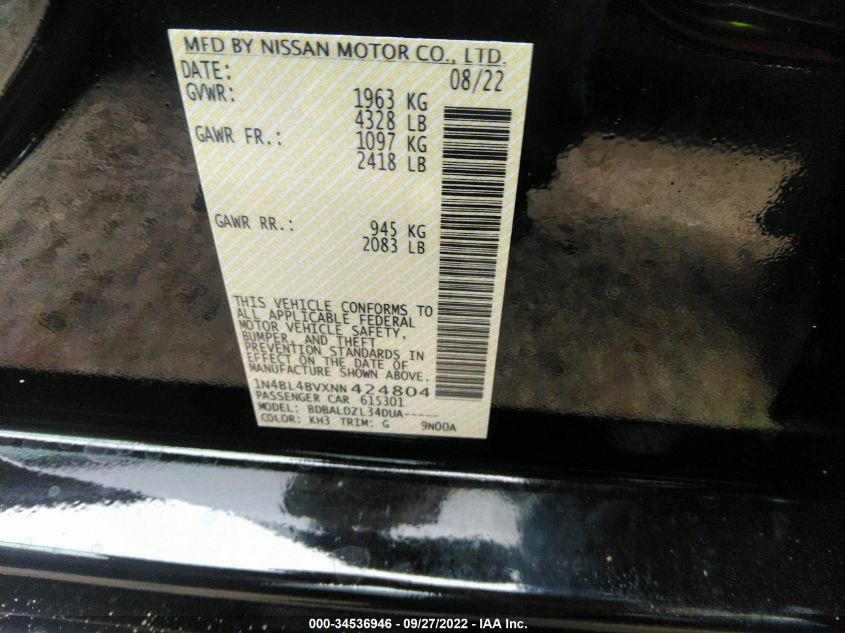 MFD BY NISSAN MOTOR CO., LTD.
DATE: 08/22
GVWR: 1963 KG
4328 LB
GAWR FR.: 1097 KG
2418 LB
GAWR RR.: 945 KG
2083 LB
THIS VEHICLE CONFORMS TO
ALL APPLICABLE FEDERAL
MOTOR VEHICLE SAFETY,
BUMPER, AND THEFT
PREVENTION STANDARDS IN
EFFECT ON THE DATE OF
MANUFACTURE SHOWN ABOVE.
1N4BL4BVXNN424804
PASSENGER CAR 615301
MODEL: BDBALDZL34DUA-----
COLOR: KH3 TRIM: G 9N00A
000-34536946 - 09/27/2022 - IAA Inc.